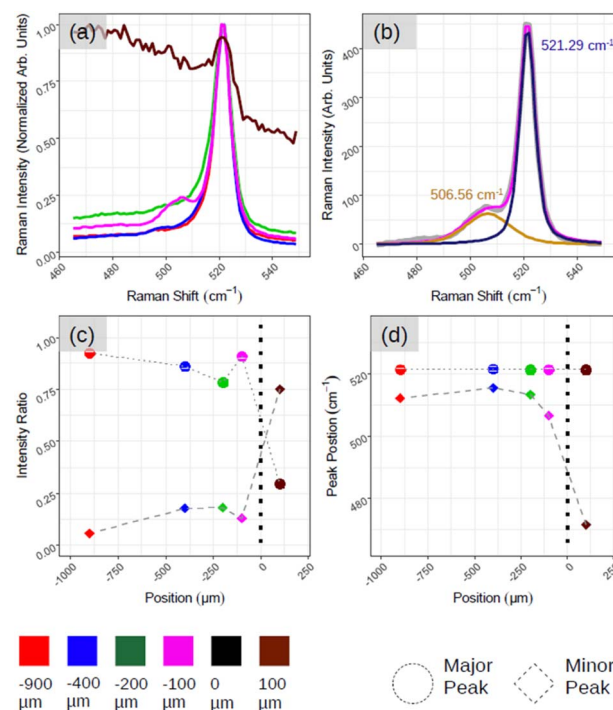 (a)
Raman Intensity (Normalized Arb. Units)
1.00
0.75
0.50
0.25
0.00
460
480
500
520
540
Raman Shift (cm⁻¹)
(b)
Raman Intensity (Arb. Units)
400
300
200
100
0
521.29 cm⁻¹
506.56 cm⁻¹
460
480
500
520
540
Raman Shift (cm⁻¹)
(c)
Intensity Ratio
1.00
0.75
0.50
0.25
0.00
-1000
-750
-500
-250
0
250
Position (µm)
(d)
Peak Postion (cm⁻¹)
520
500
480
-1000
-750
-500
-250
0
250
Position (µm)
-900 µm
-400 µm
-200 µm
-100 µm
0 µm
100 µm
Major Peak
Minor Peak